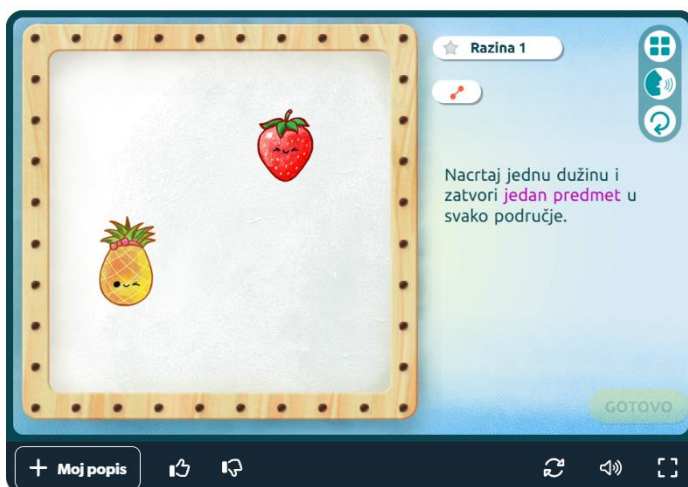 Razina 1
Nacrtaj jednu dužinu i
zatvori jedan predmet u
svako područje.
GOTOVO
Moj popis